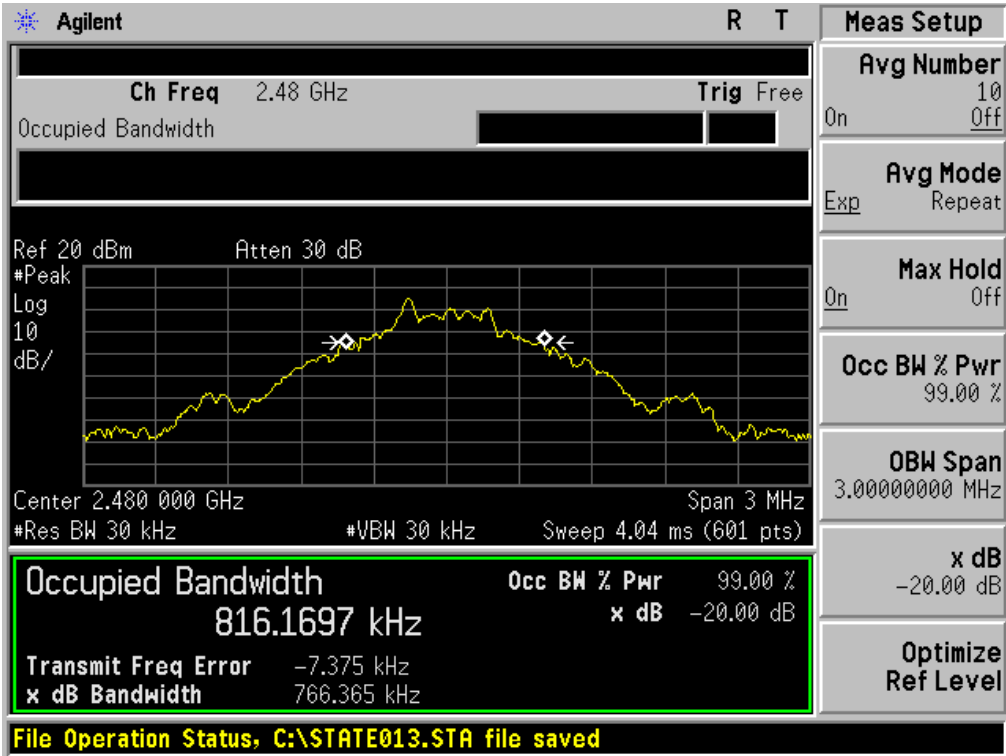 Agilent R T
Ch Freq 2.48 GHz Trig Free
Occupied Bandwidth
Ref 20 dBm Atten 30 dB
#Peak
Log
10
dB/
Center 2.480 000 GHz Span 3 MHz
#Res BW 30 kHz #VBW 30 kHz Sweep 4.04 ms (601 pts)
Occupied Bandwidth Occ BW % Pwr 99.00 %
816.1697 kHz x dB -20.00 dB
Transmit Freq Error -7.375 kHz
x dB Bandwidth 766.365 kHz
File Operation Status, C:\STATE013.STA file saved
Meas Setup
Avg Number
10
On Off
Avg Mode
Exp Repeat
Max Hold
On Off
Occ BW % Pwr
99.00 %
OBW Span
3.00000000 MHz
x dB
-20.00 dB
Optimize
Ref Level